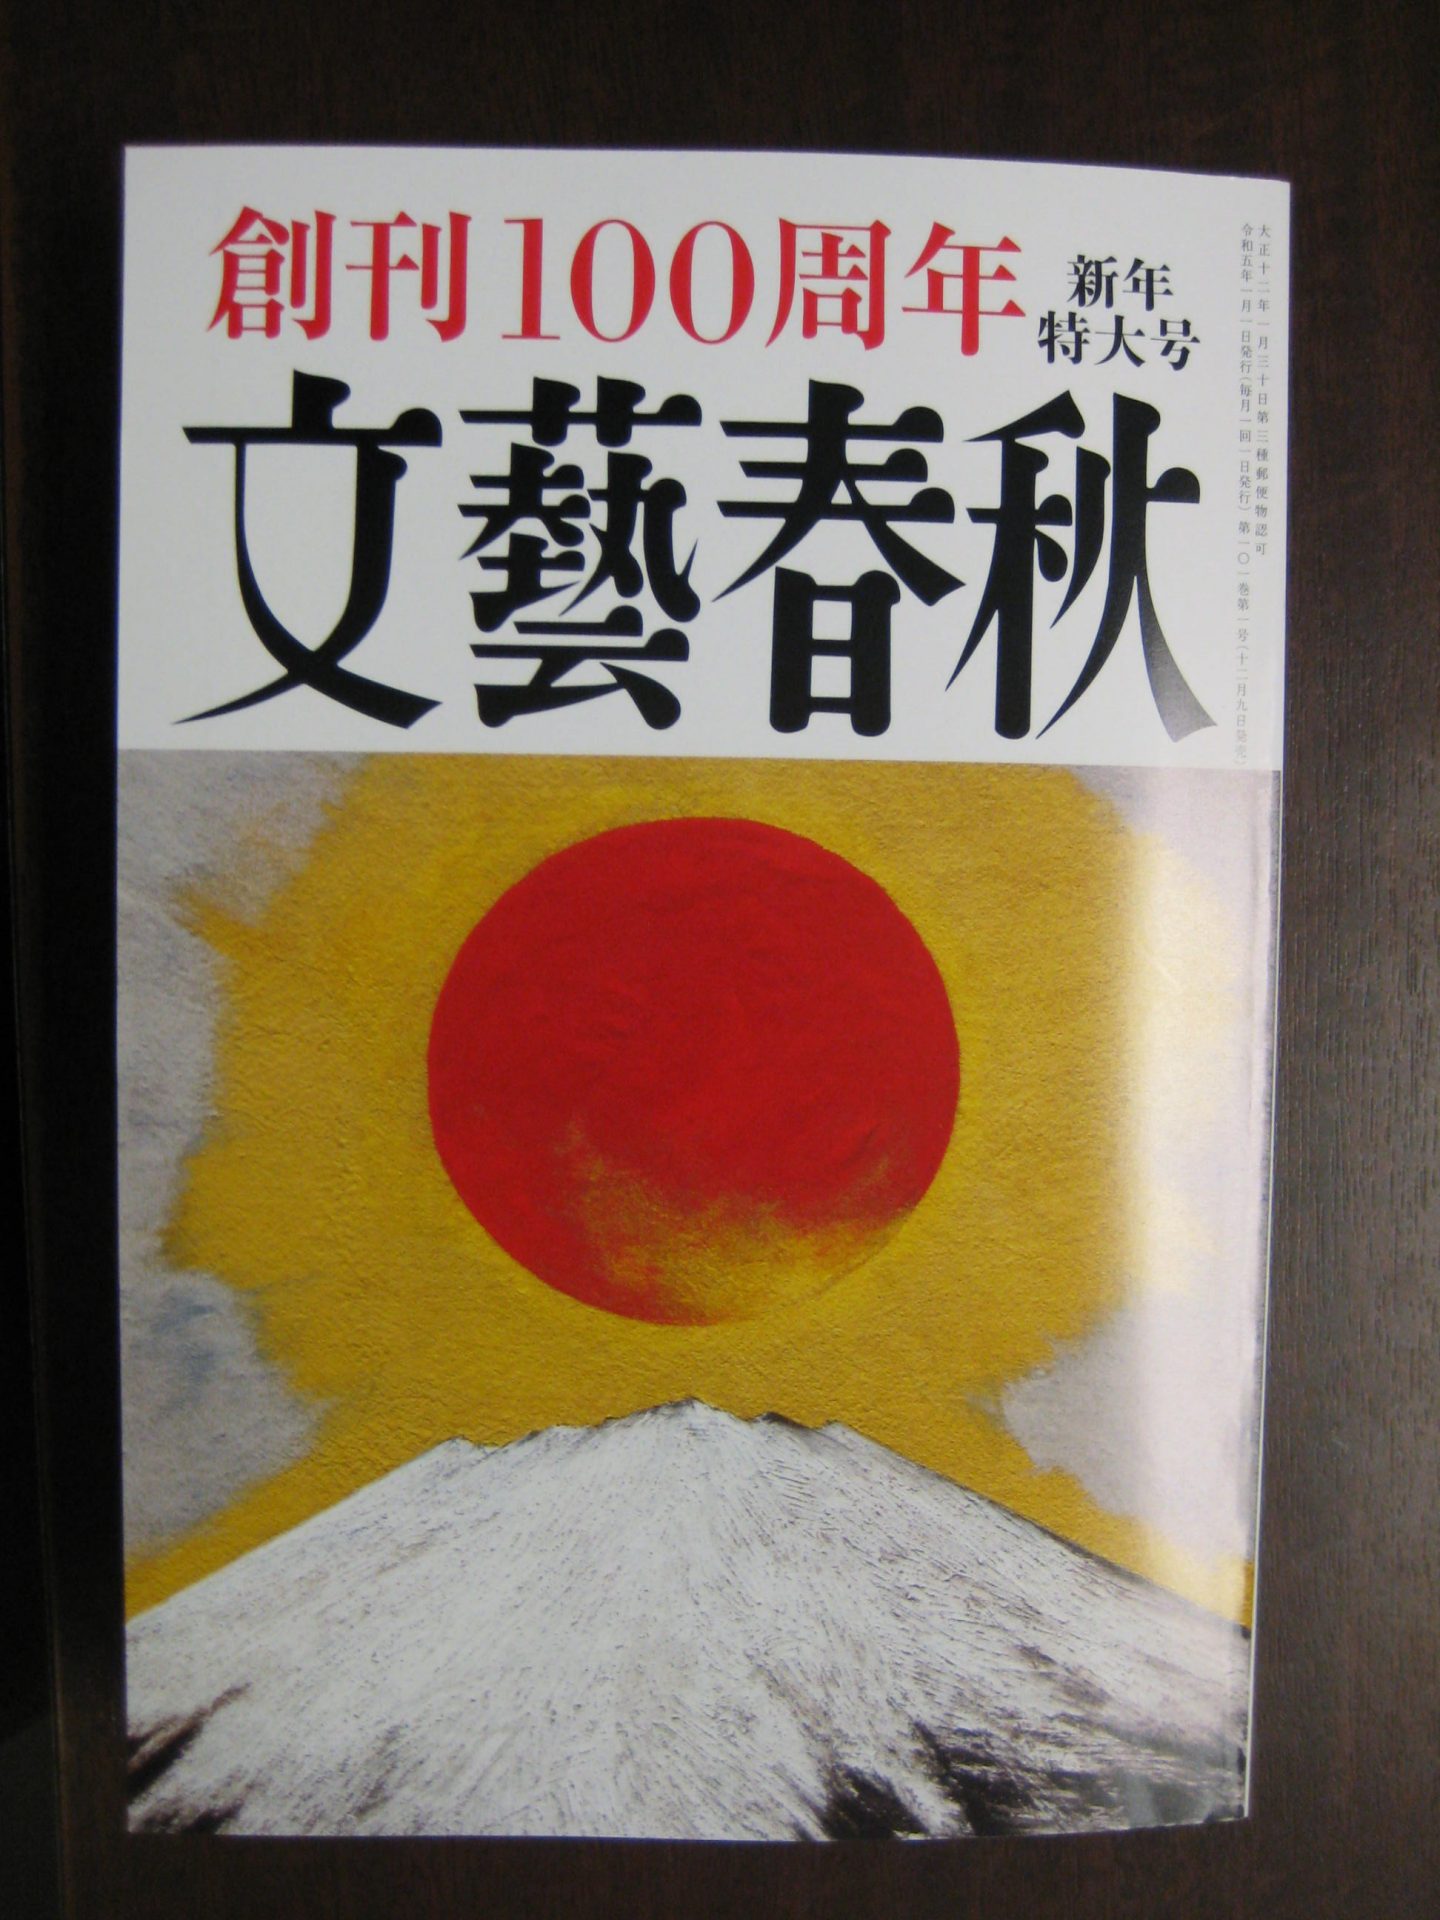 創刊100周年
新年
特大号
文藝春秋
大正十二年一月三十日第三種郵便物認可
令和五年一月一日発行(毎月一回一日発行)第一〇一巻第一号(十二月九日発売)